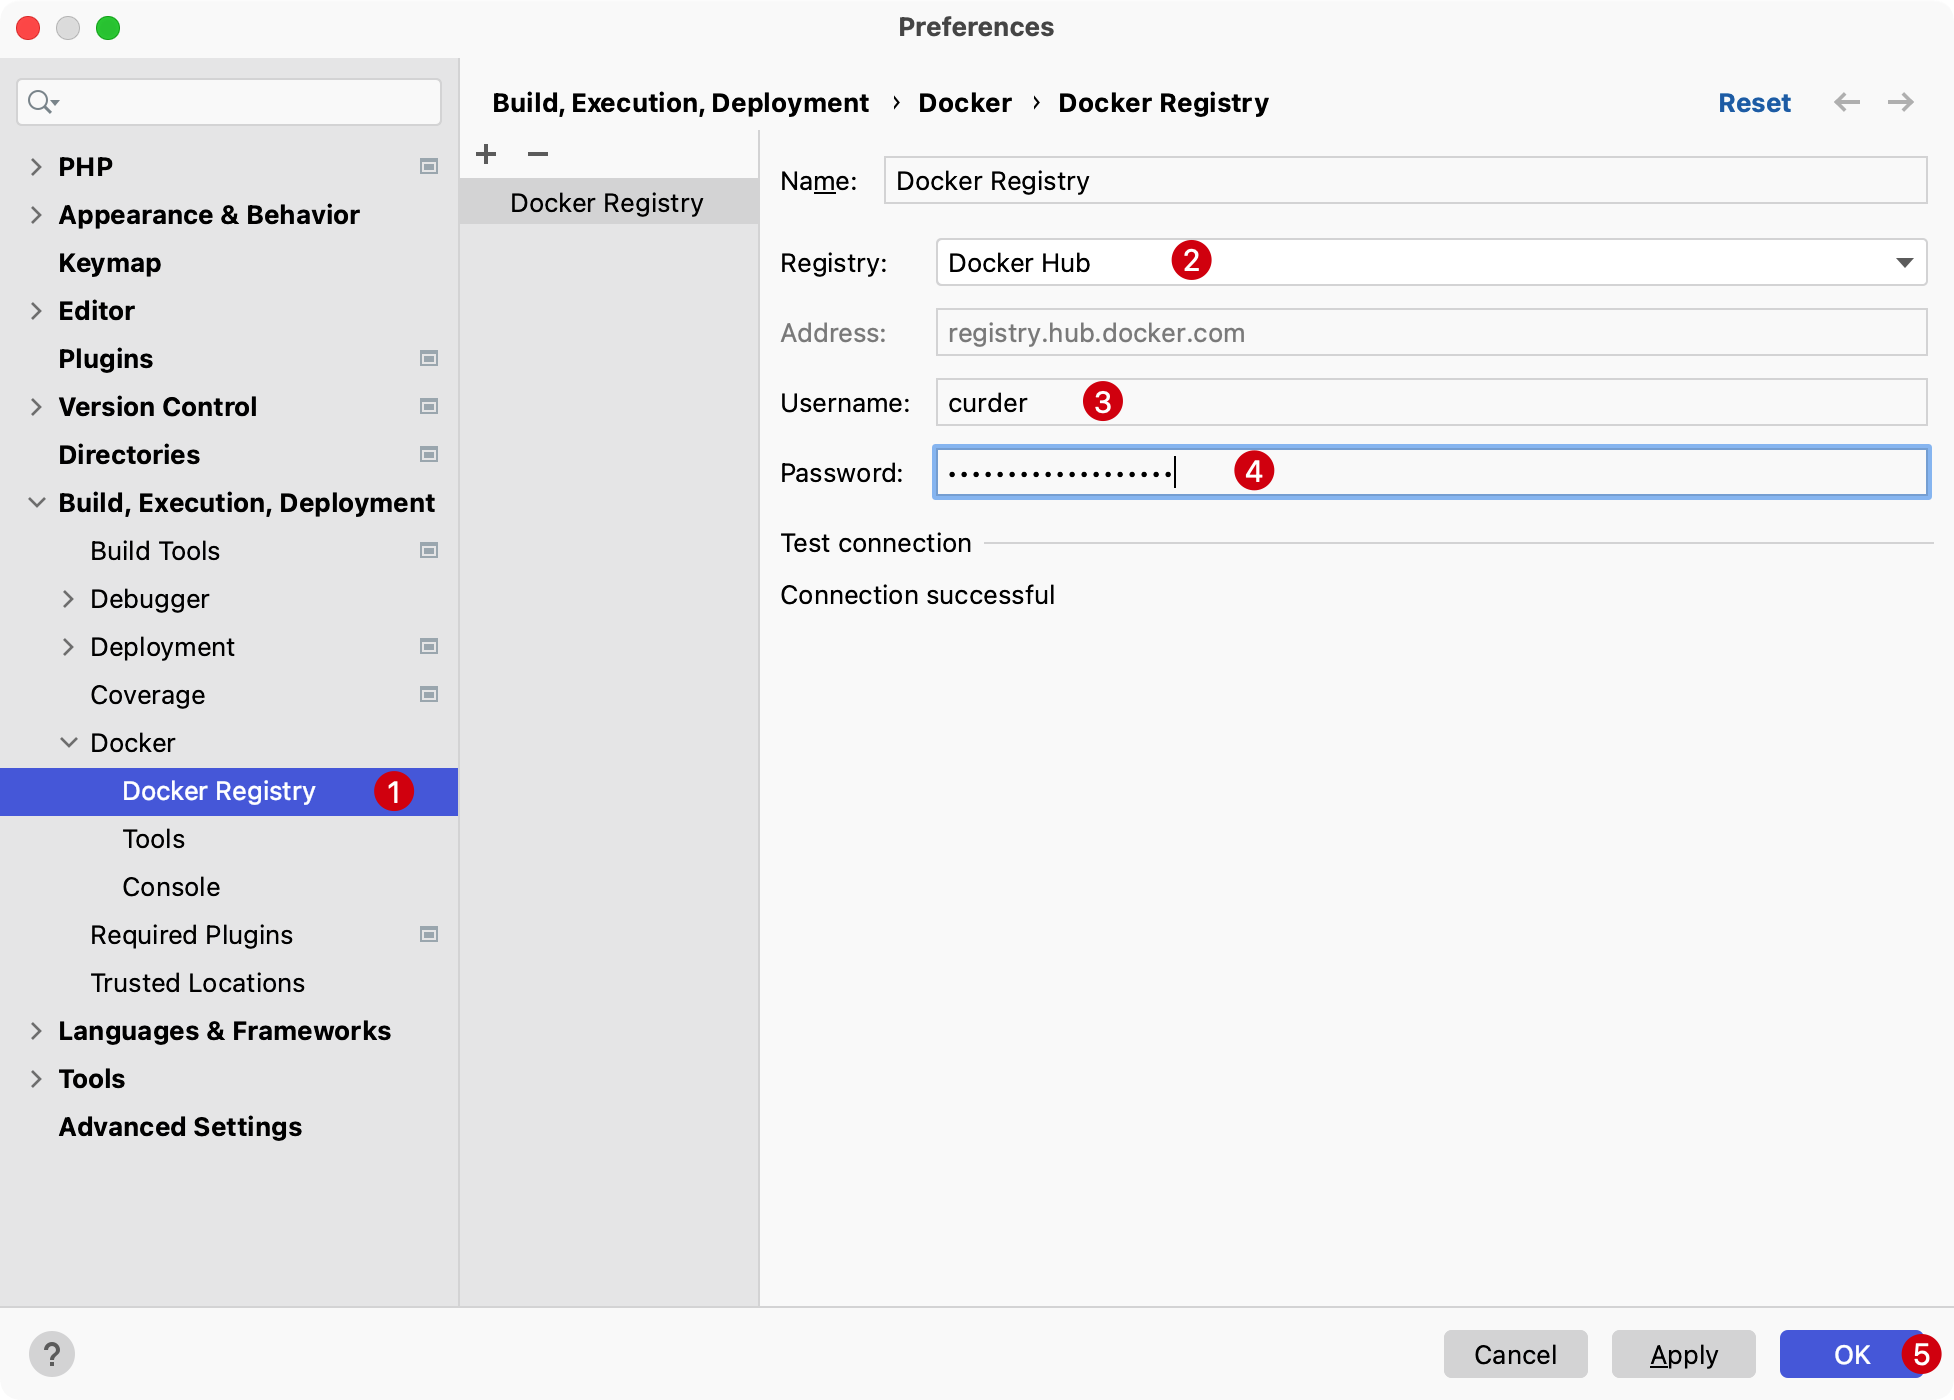 Preferences
PHP
Appearance & Behavior
Keymap
Editor
Plugins
Version Control
Directories
Build, Execution, Deployment
Build Tools
Debugger
Deployment
Coverage
Docker
Docker Registry 1
Tools
Console
Required Plugins
Trusted Locations
Languages & Frameworks
Tools
Advanced Settings
Build, Execution, Deployment › Docker › Docker Registry
Reset
Docker Registry
Name: Docker Registry
Registry: Docker Hub 2
Address: registry.hub.docker.com
Username: curder 3
Password: ••••••••••••••••••• 4
Test connection
Connection successful
?
Cancel
Apply
OK 5